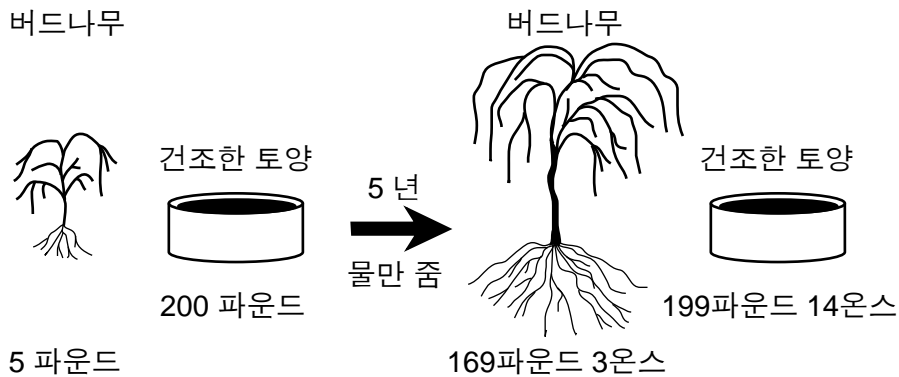 버드나무
건조한 토양
200 파운드
5 파운드
5 년
물만 줌
버드나무
건조한 토양
199파운드 14온스
169파운드 3온스